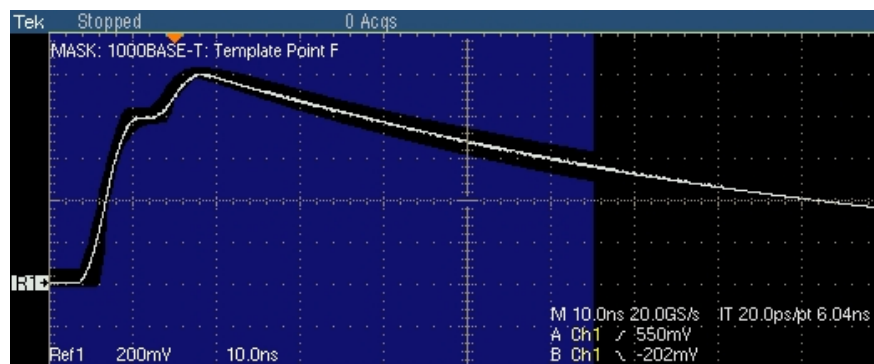 Tek Stopped 0 Acqs
MASK: 1000BASE-T: Template Point F
R1
M 10.0ns 20.0GS/s IT 20.0ps/pt 6.04ns
A Ch1 ∕ 550mV
B Ch1 ∖ -202mV
Ref1 200mV 10.0ns